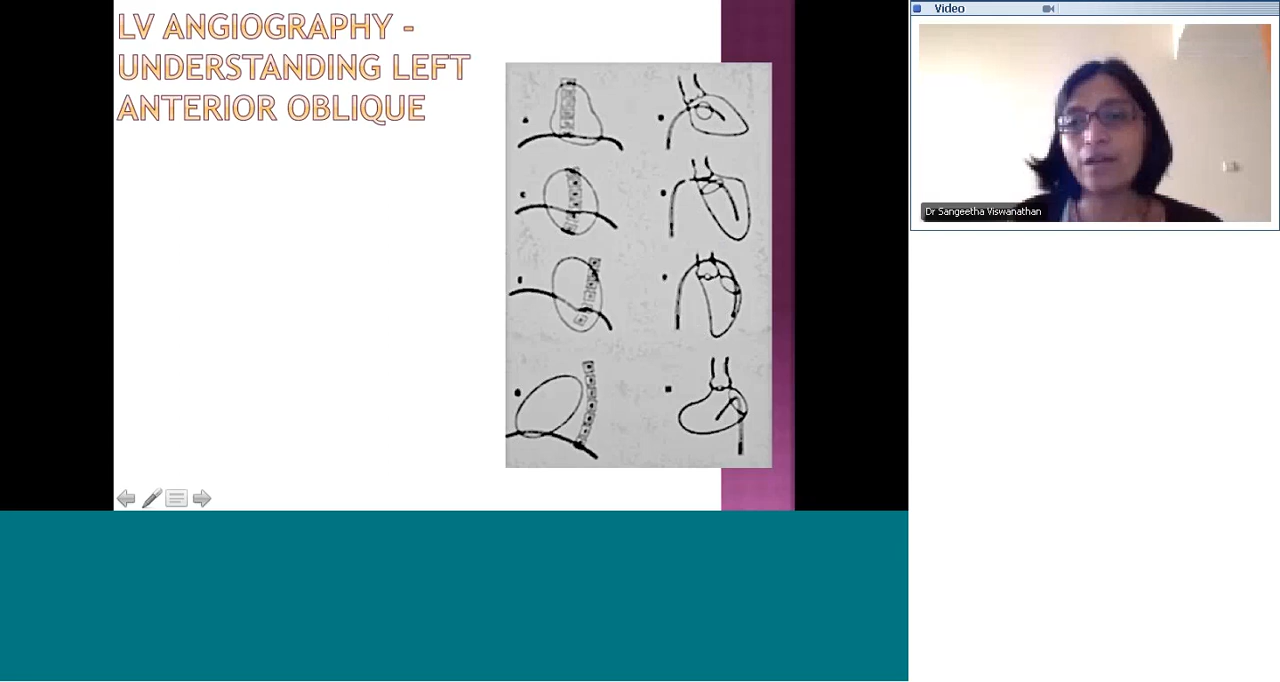 LV ANGIOGRAPHY -
UNDERSTANDING LEFT
ANTERIOR OBLIQUE
Video
Dr Sangeetha Viswanathan